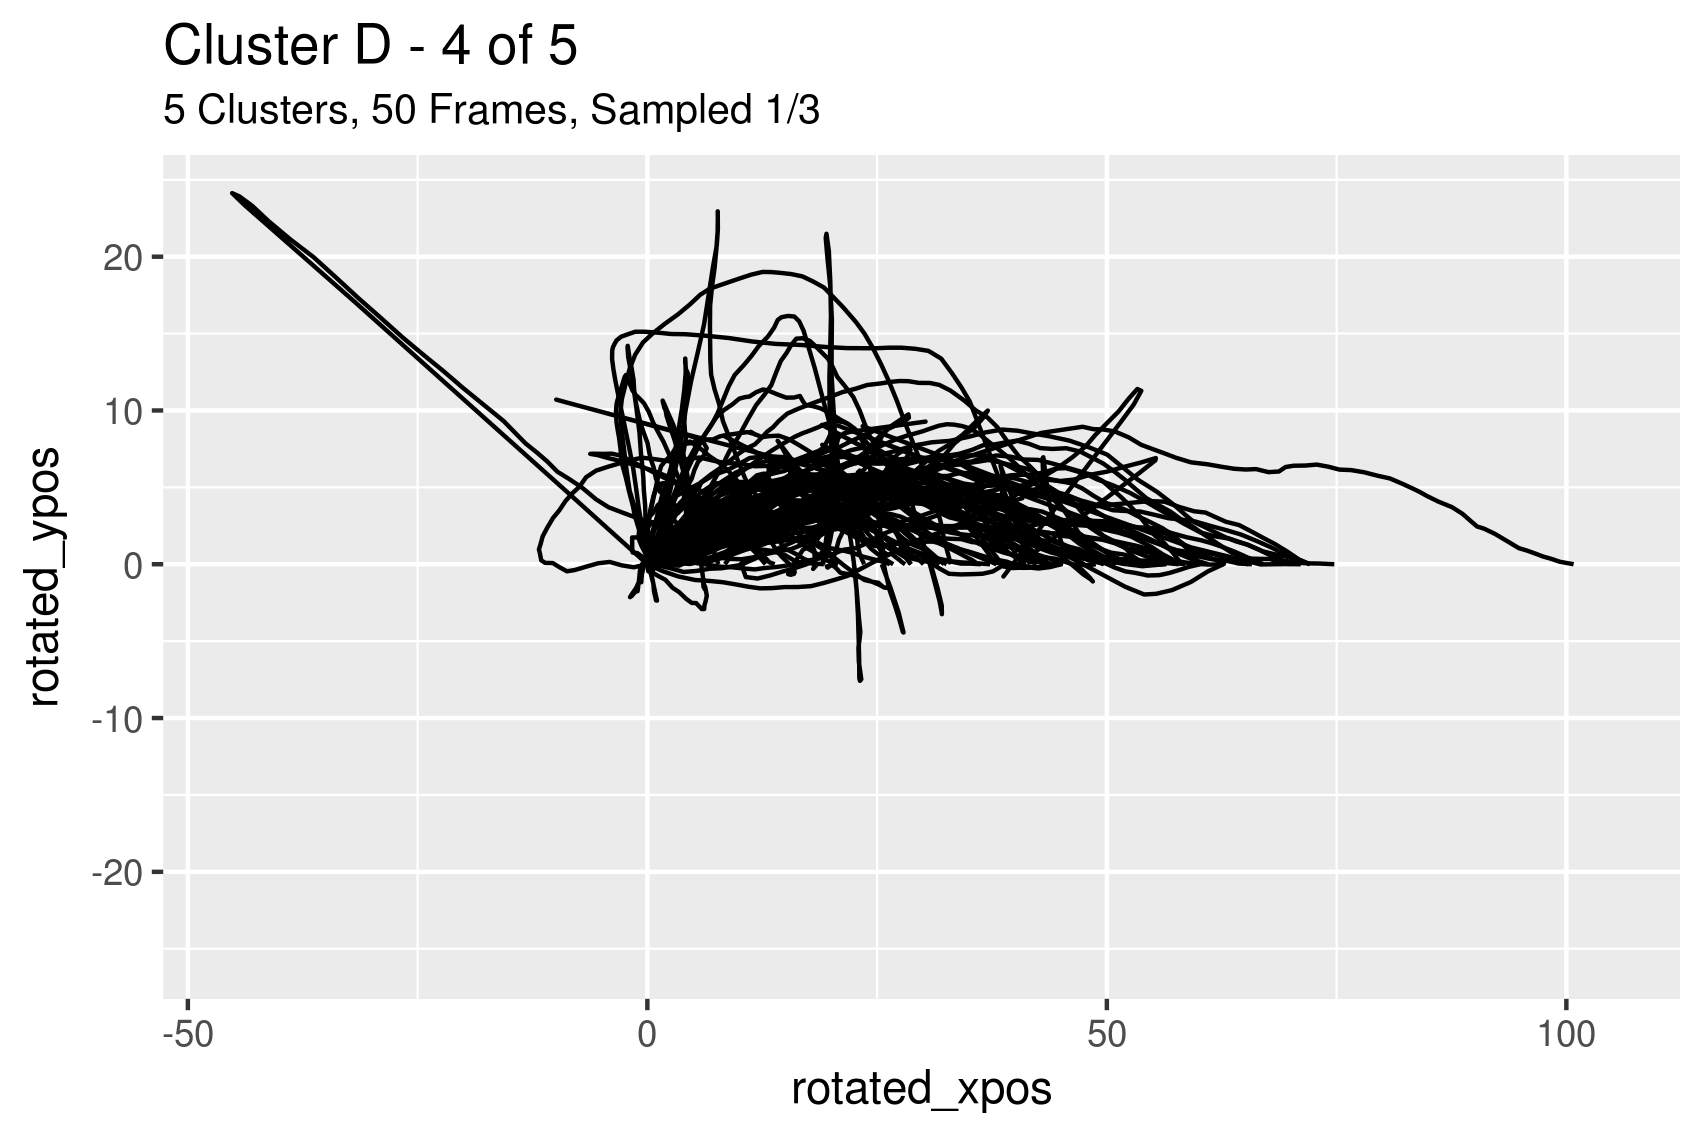 Cluster D - 4 of 5
5 Clusters, 50 Frames, Sampled 1/3
20
10
0
-10
-20
rotated_ypos
-50 0 50 100
rotated_xpos